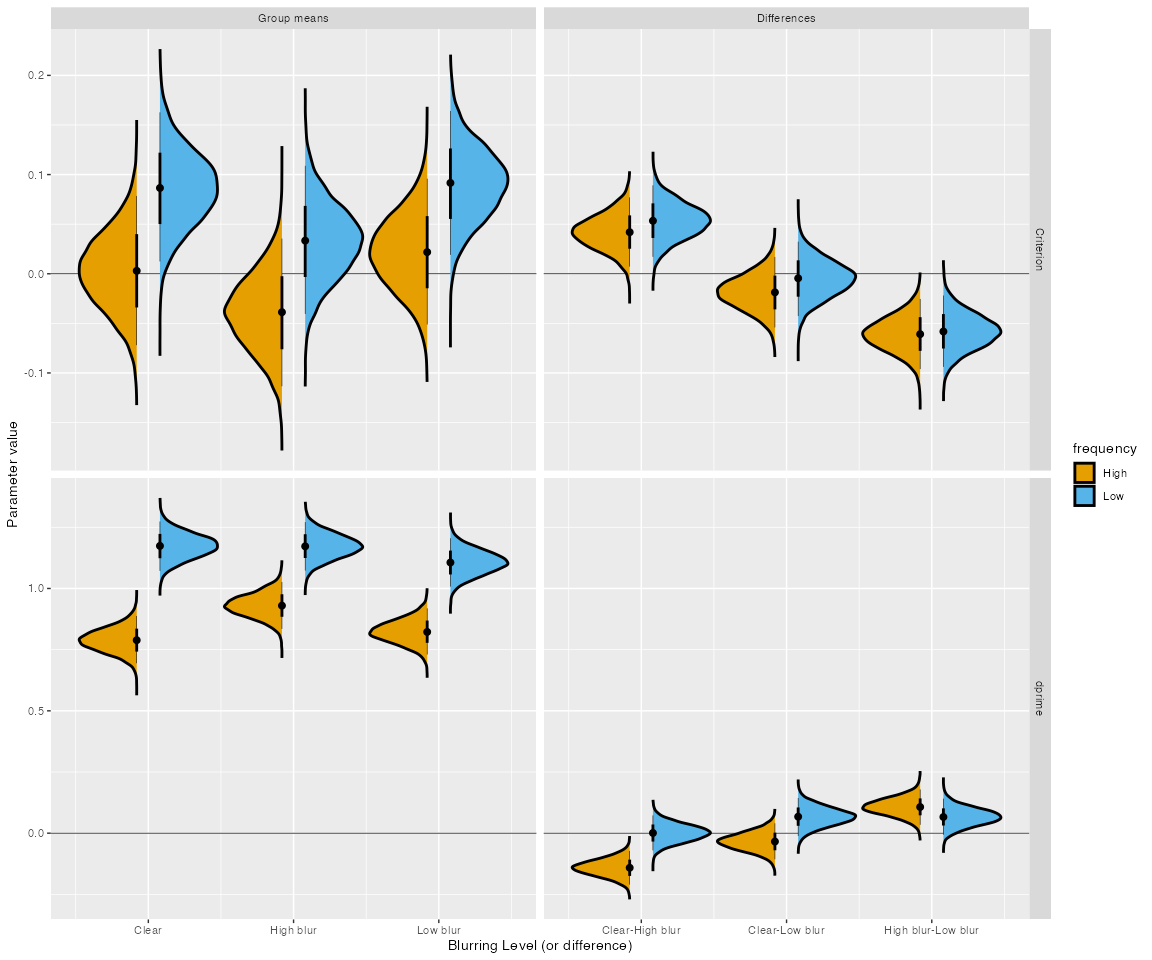 Group means
Differences
0.2
0.1
0.0
-0.1
Criterion
Parameter value
1.0
0.5
0.0
dprime
frequency
High
Low
Clear
High blur
Low blur
Clear-High blur
Clear-Low blur
High blur-Low blur
Blurring Level (or difference)